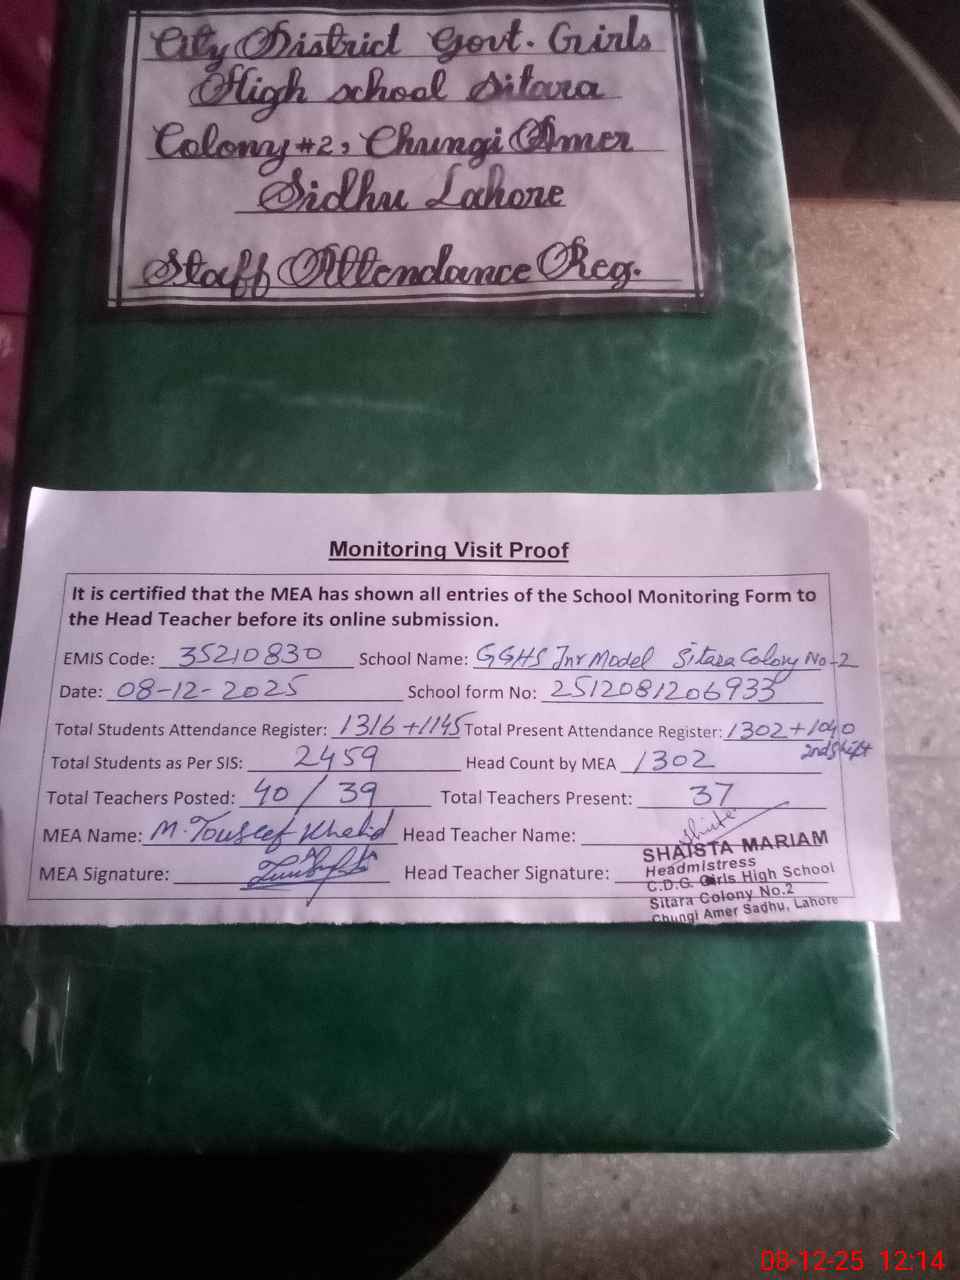 City District Govt. Girls
High school Sitara
Colony #2, Chungi Amer
Sidhu Lahore
Staff Attendance Reg.
Monitoring Visit Proof
It is certified that the MEA has shown all entries of the School Monitoring Form to
the Head Teacher before its online submission.
EMIS Code: 35210830 School Name: GGHS Jnr Model Sitara Colony No-2
Date: 08-12-2025 School form No: 2512081206933
Total Students Attendance Register: 1316+1145 Total Present Attendance Register: 1302+1040
2nd Shift
Total Students as Per SIS: 2459 Head Count by MEA 1302
Total Teachers Posted: 40/39 Total Teachers Present: 37
MEA Name: M. Touseef Khalid Head Teacher Name:
SHAISTA MARIAM
Headmistress
MEA Signature: Head Teacher Signature:
C.D.G. Girls High School
Sitara Colony No.2
Chungi Amer Sadhu, Lahore
08-12-25 12:14